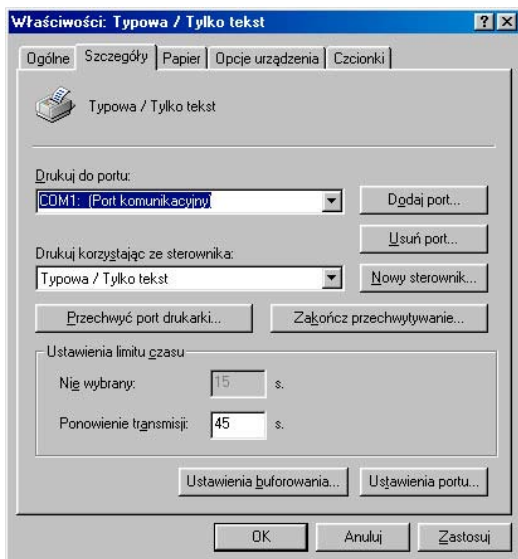 Właściwości: Typowa / Tylko tekst
Ogólne Szczegóły Papier Opcje urządzenia Czcionki
Typowa / Tylko tekst
Drukuj do portu:
COM1: (Port komunikacyjny) Dodaj port...
Usuń port...
Drukuj korzystając ze sterownika:
Typowa / Tylko tekst Nowy sterownik...
Przechwyć port drukarki... Zakończ przechwytywanie...
Ustawienia limitu czasu
Nie wybrany: 15 s.
Ponowienie transmisji: 45 s.
Ustawienia buforowania... Ustawienia portu...
OK Anuluj Zastosuj